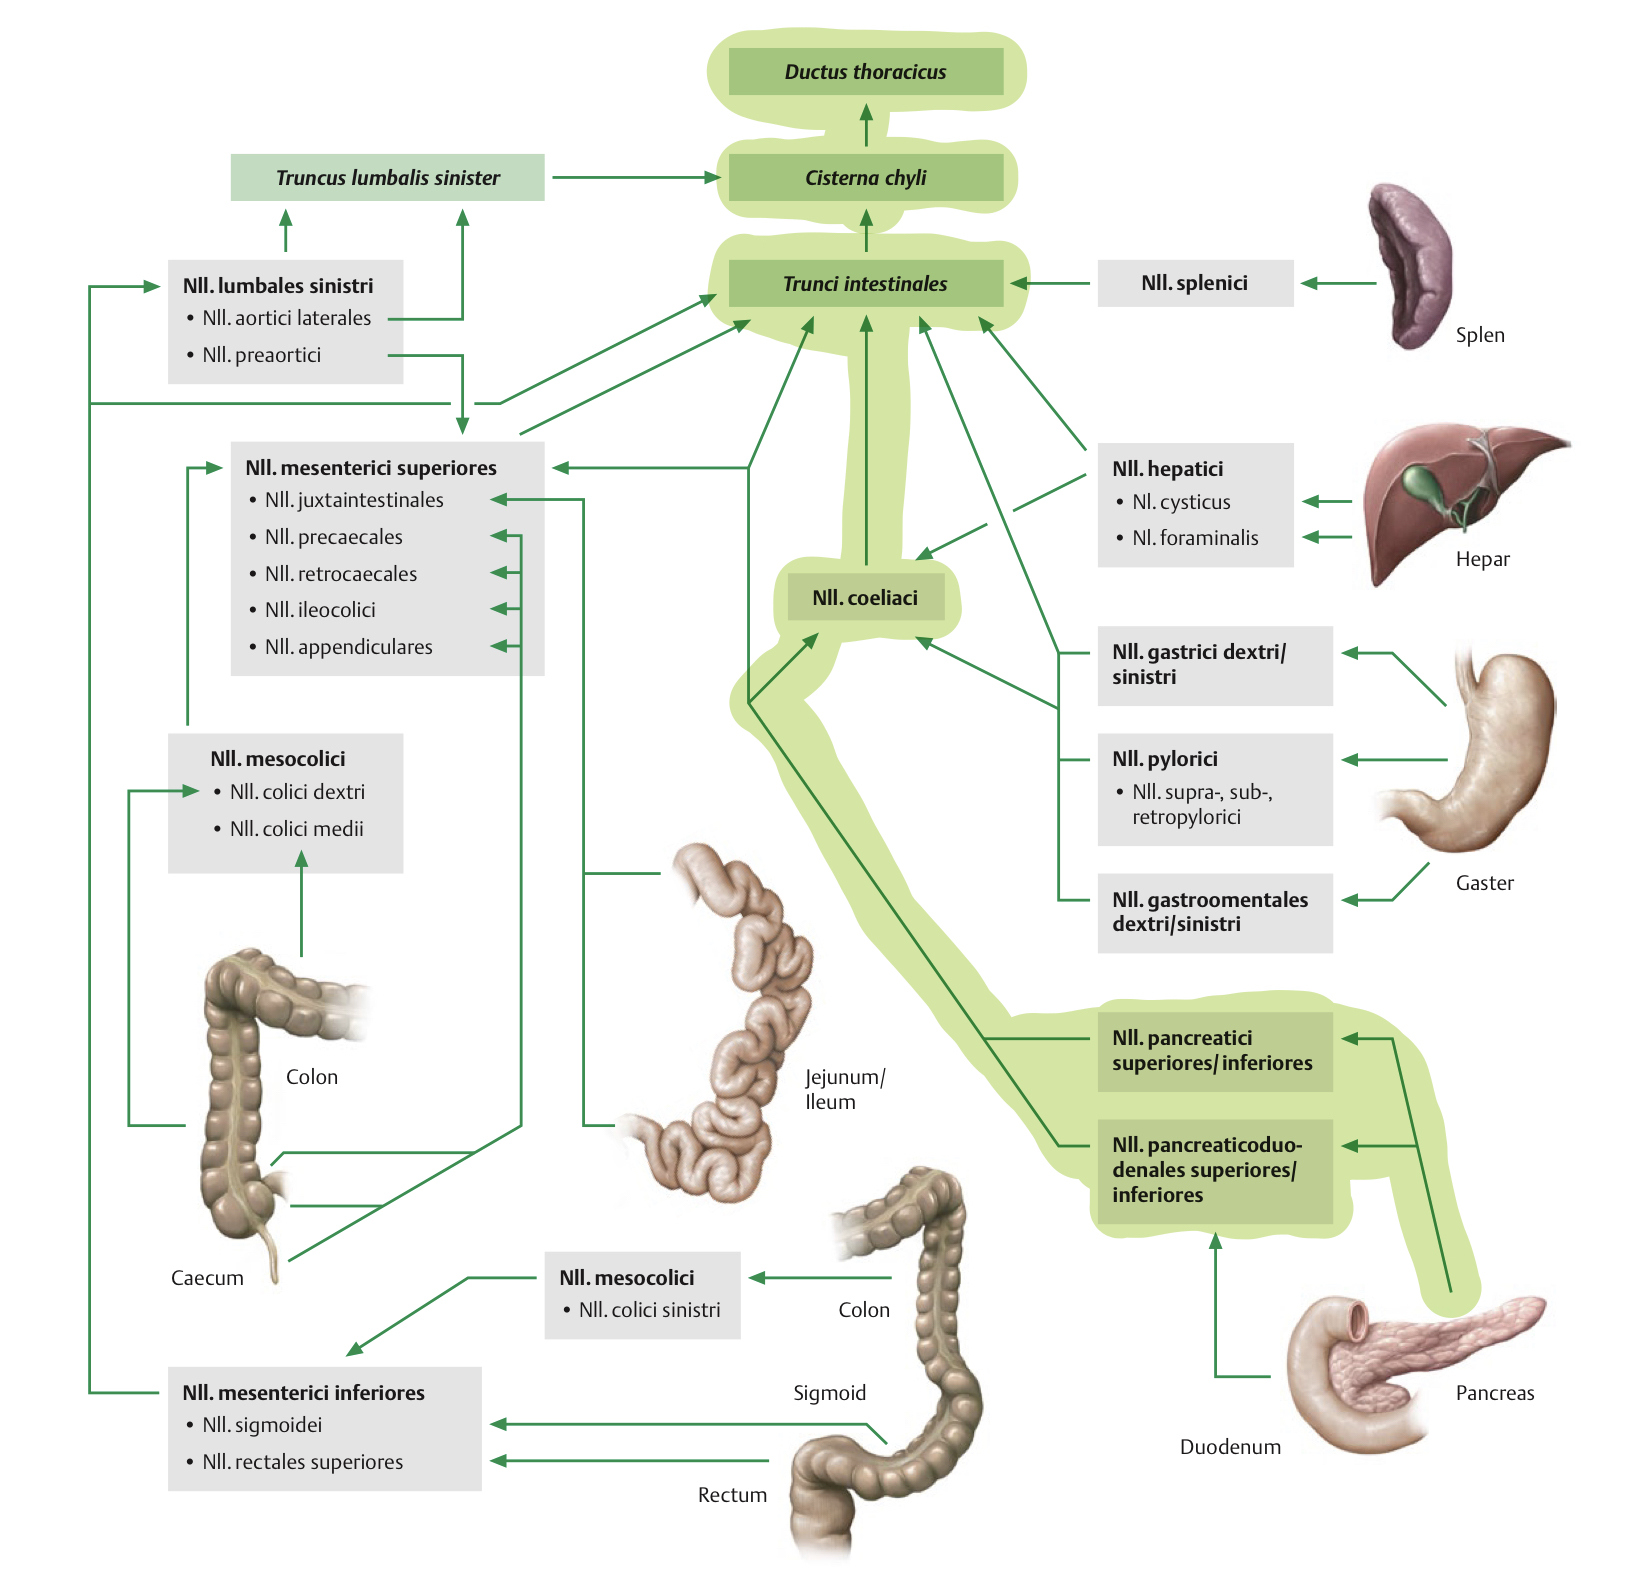 Ductus thoracicus
Truncus lumbalis sinister
Cisterna chyli
Nll. lumbales sinistri
• Nll. aortici laterales
• Nll. preaortici
Trunci intestinales
Nll. splenici
Splen
Nll. mesenterici superiores
• Nll. juxtaintestinales
• Nll. precaecales
• Nll. retrocaecales
• Nll. ileocolici
• Nll. appendiculares
Nll. hepatici
• Nl. cysticus
• Nl. foraminalis
Hepar
Nll. coeliaci
Nll. gastrici dextri/
sinistri
Nll. mesocolici
• Nll. colici dextri
• Nll. colici medii
Nll. pylorici
• Nll. supra-, sub-,
retropylorici
Gaster
Nll. gastroomentales
dextri/sinistri
Colon
Jejunum/
Ileum
Nll. pancreatici
superiores/inferiores
Nll. pancreaticoduo-
denales superiores/
inferiores
Caecum
Nll. mesocolici
• Nll. colici sinistri
Colon
Nll. mesenterici inferiores
• Nll. sigmoidei
• Nll. rectales superiores
Sigmoid
Rectum
Pancreas
Duodenum